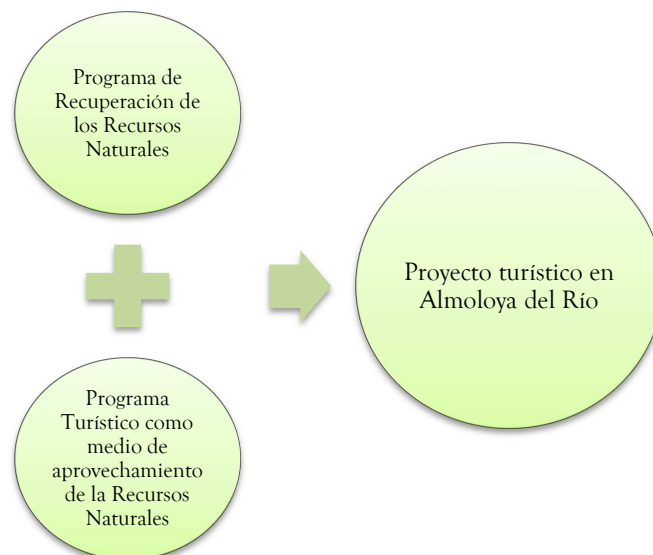 Programa de
Recuperación de
los Recursos
Naturales
Proyecto turístico en
Almoloya del Río
Programa
Turístico como
medio de
aprovechamiento
de la Recursos
Naturales